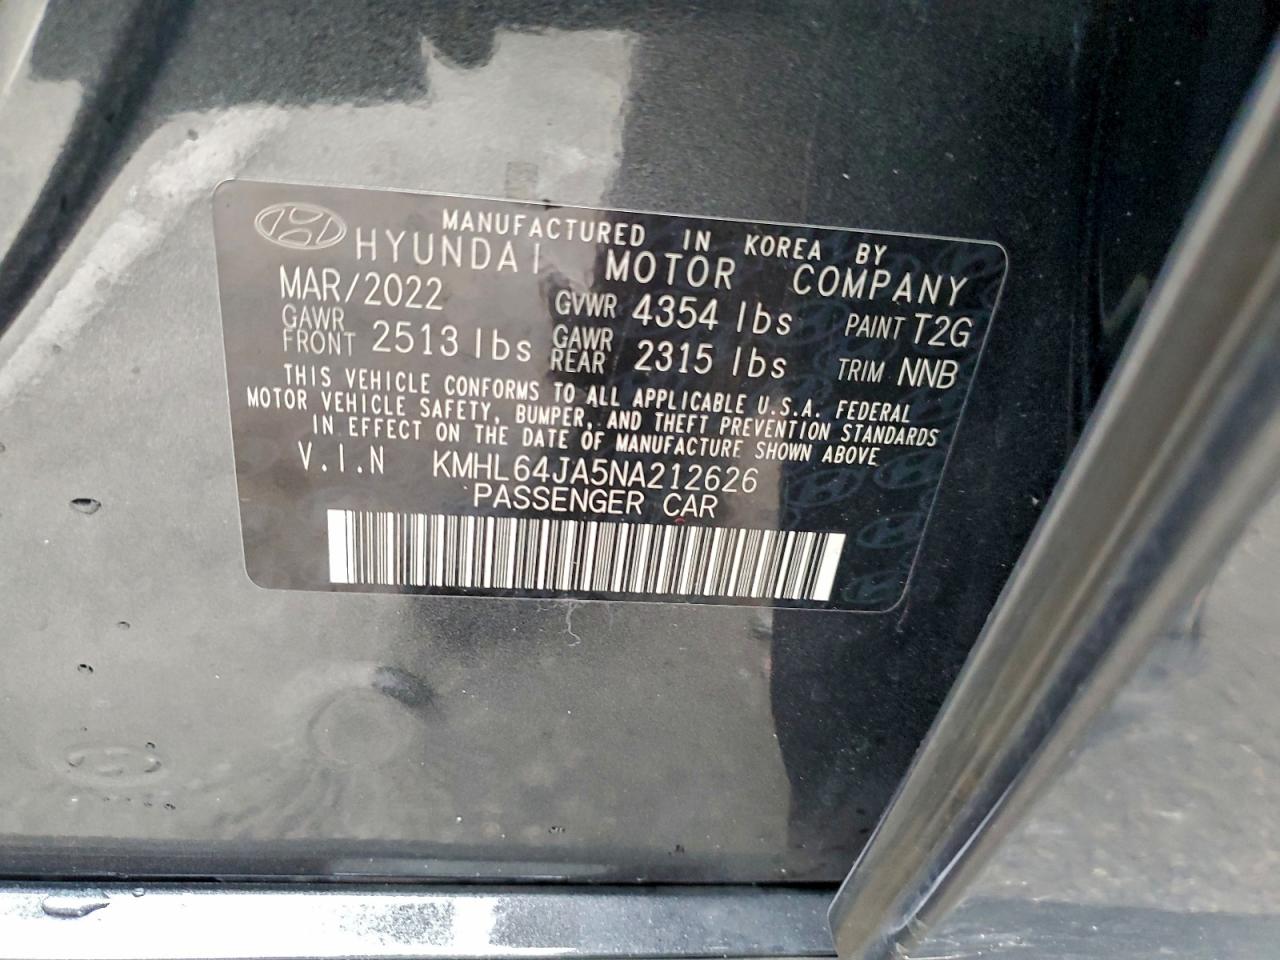 MANUFACTURED IN KOREA BY
HYUNDAI MOTOR COMPANY
MAR/2022 GVWR 4354 lbs PAINT T2G
GAWR FRONT 2513 lbs GAWR REAR 2315 lbs TRIM NNB
THIS VEHICLE CONFORMS TO ALL APPLICABLE U.S.A. FEDERAL
MOTOR VEHICLE SAFETY, BUMPER, AND THEFT PREVENTION STANDARDS
IN EFFECT ON THE DATE OF MANUFACTURE SHOWN ABOVE
V.I.N KMHL64JA5NA212626
PASSENGER CAR